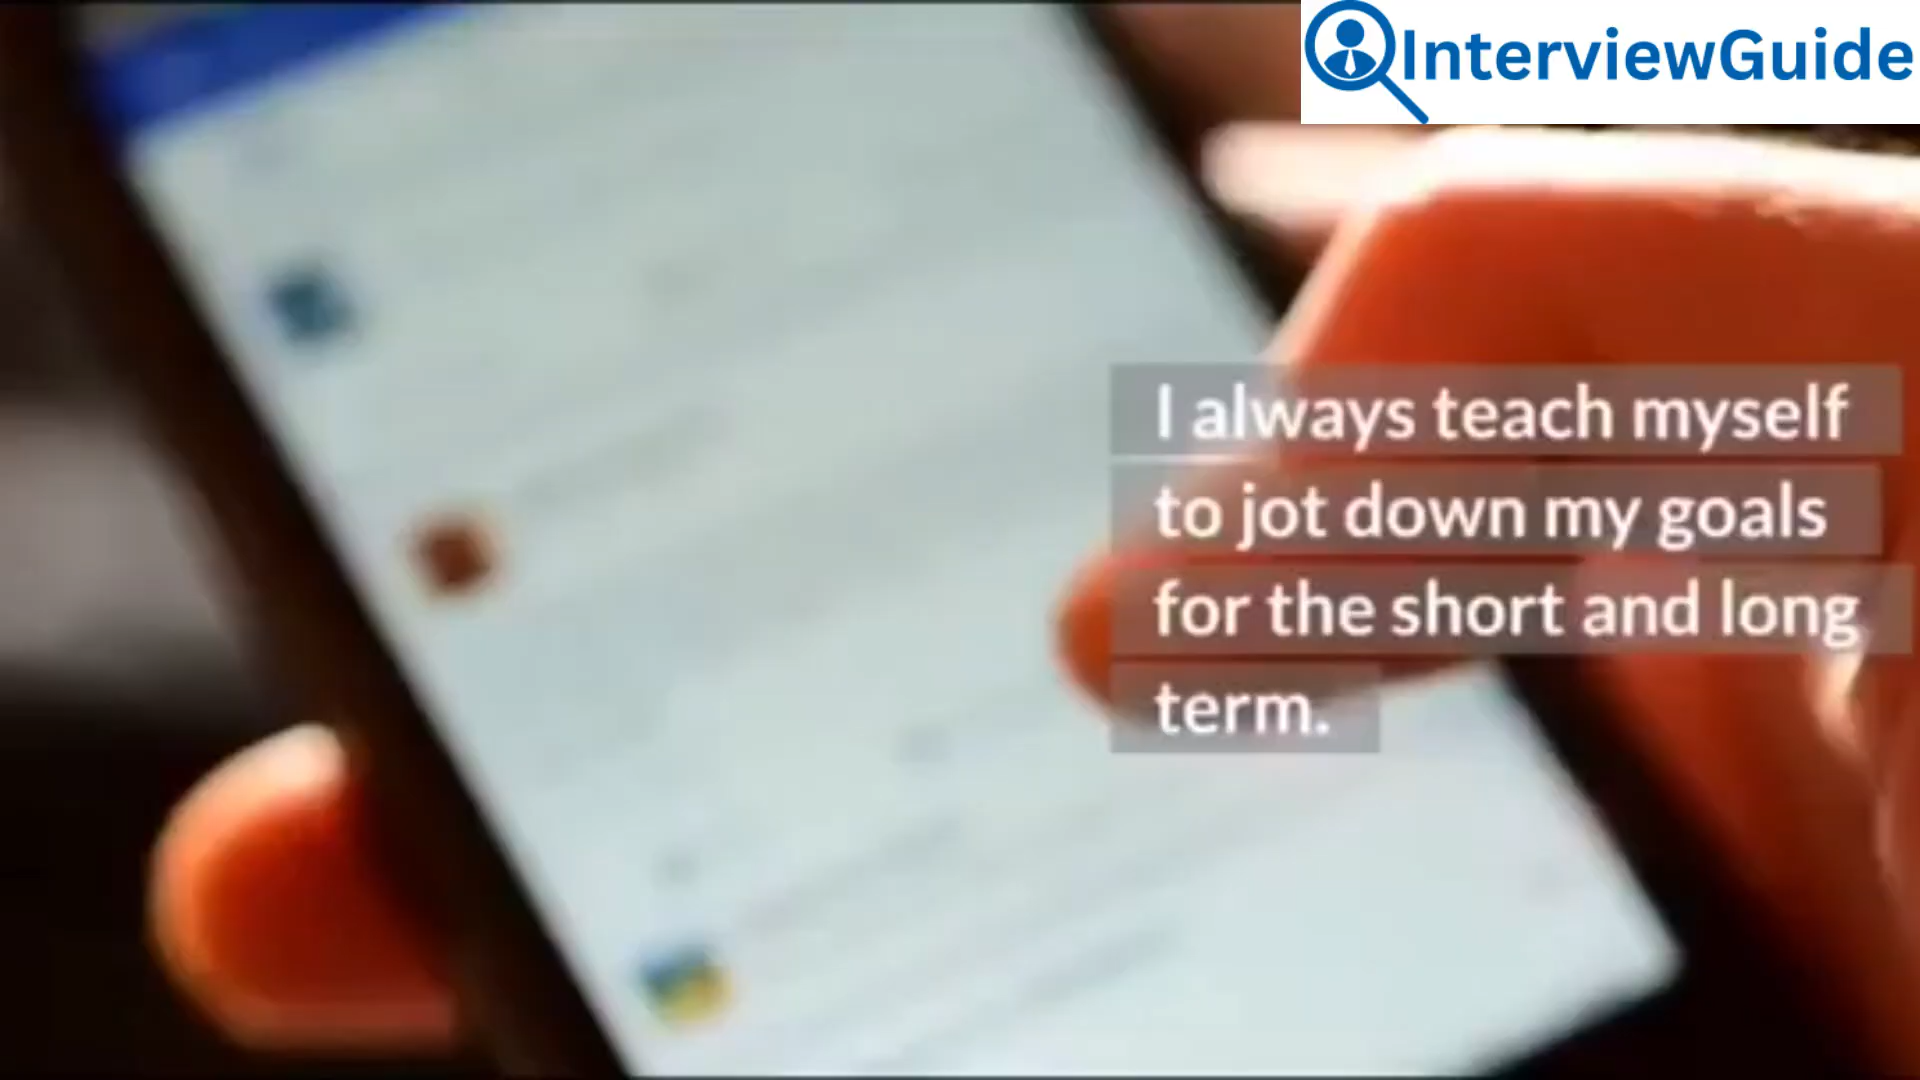 InterviewGuide
I always teach myself
to jot down my goals
for the short and long
term.